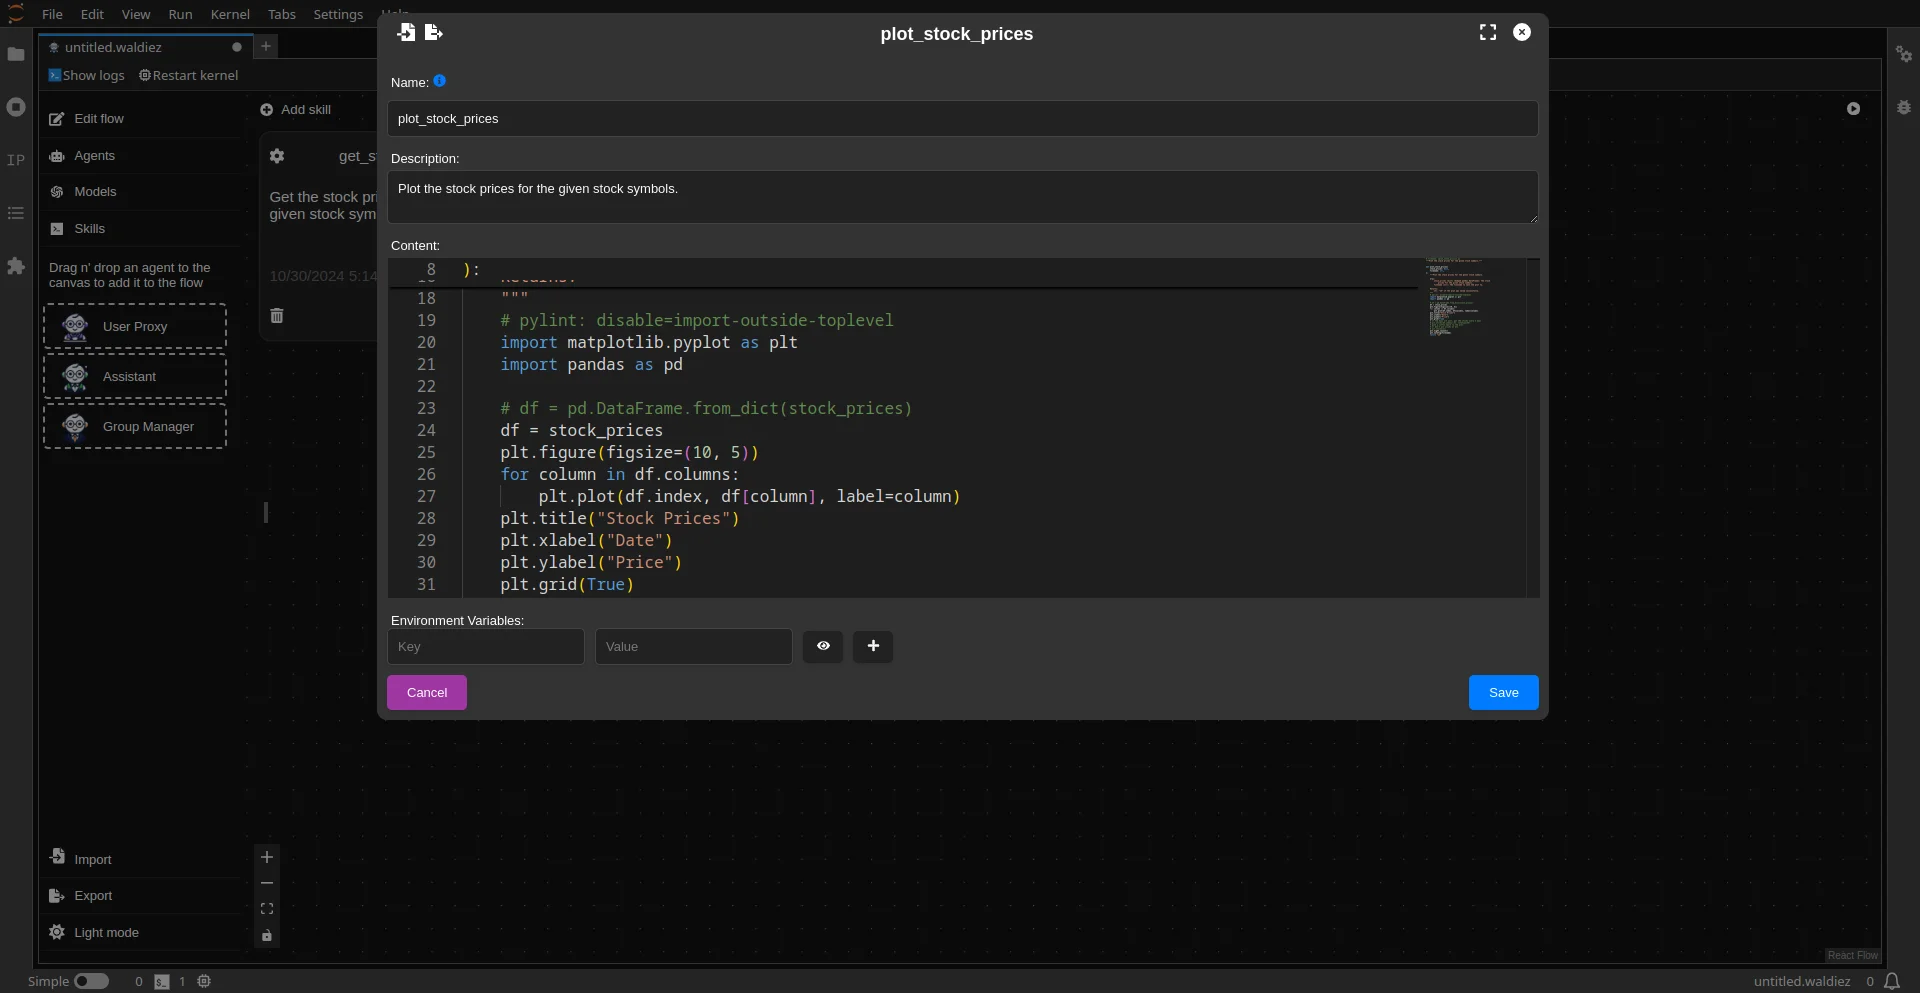 File Edit View Run Kernel Tabs Settings Help
untitled.waldiez
Show logs Restart kernel
Edit flow
Agents
Models
Skills
Drag n' drop an agent to the
canvas to add it to the flow
User Proxy
Assistant
Group Manager
Import
Export
Light mode
Add skill
get_s
Get the stock pri
given stock sym
10/30/2024 5:14
plot_stock_prices
Name:
plot_stock_prices
Description:
Plot the stock prices for the given stock symbols.
Content:
8 ):
18 """
19 # pylint: disable=import-outside-toplevel
20 import matplotlib.pyplot as plt
21 import pandas as pd
22
23 # df = pd.DataFrame.from_dict(stock_prices)
24 df = stock_prices
25 plt.figure(figsize=(10, 5))
26 for column in df.columns:
27 plt.plot(df.index, df[column], label=column)
28 plt.title("Stock Prices")
29 plt.xlabel("Date")
30 plt.ylabel("Price")
31 plt.grid(True)
Environment Variables:
Key Value
Cancel Save
IP
React Flow
Simple 0 1 untitled.waldiez 0